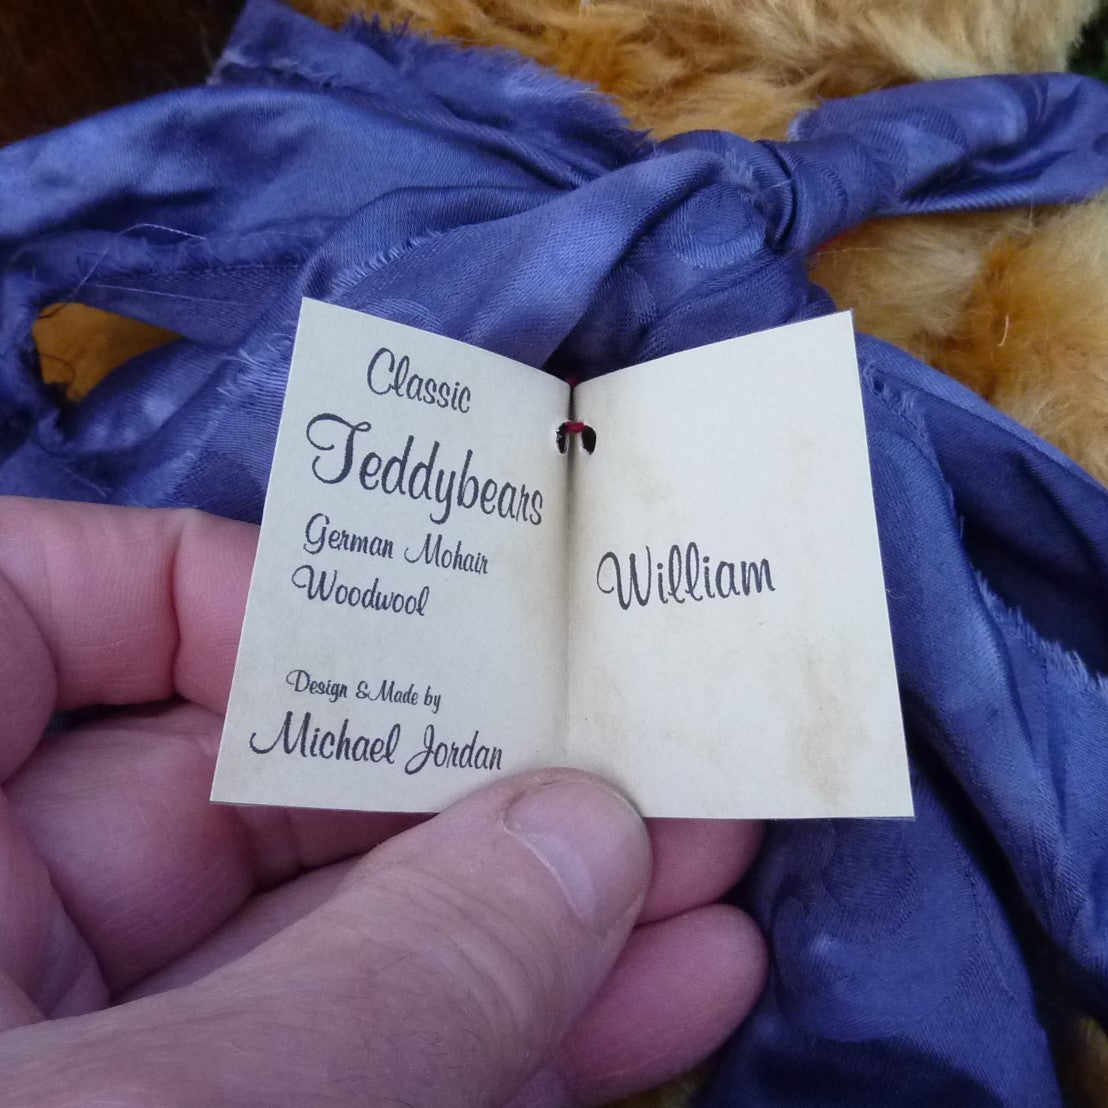 Classic
Teddybears
German Mohair
Woodwool
Design & Made by
Michael Jordan
William